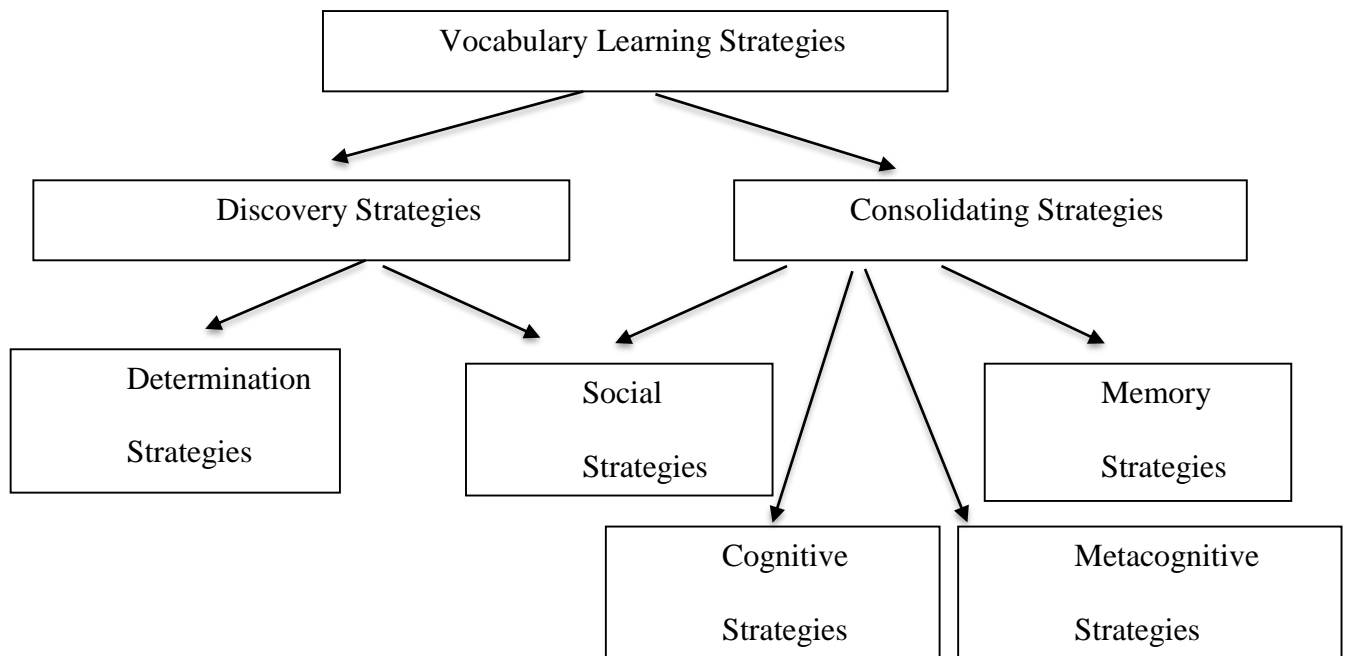 Vocabulary Learning Strategies
Discovery Strategies
Consolidating Strategies
Determination
Strategies
Social
Strategies
Memory
Strategies
Cognitive
Strategies
Metacognitive
Strategies